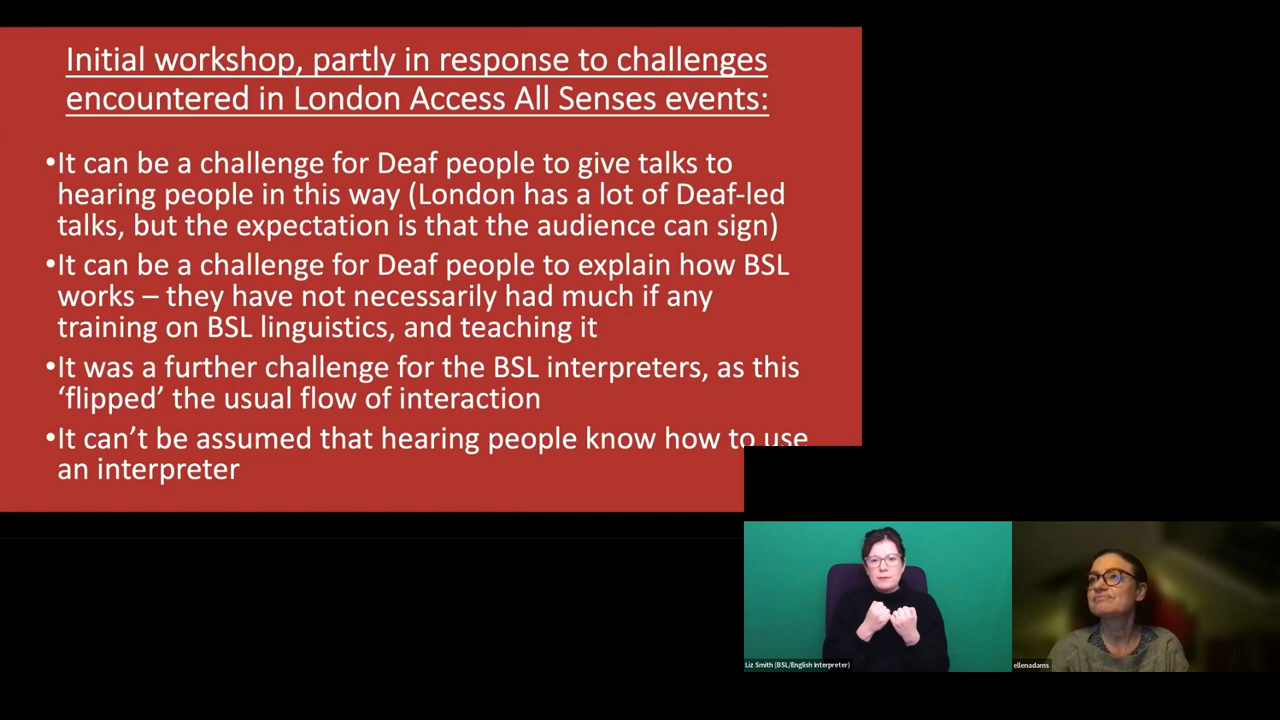 Initial workshop, partly in response to challenges
encountered in London Access All Senses events:
•It can be a challenge for Deaf people to give talks to
hearing people in this way (London has a lot of Deaf-led
talks, but the expectation is that the audience can sign)
•It can be a challenge for Deaf people to explain how BSL
works – they have not necessarily had much if any
training on BSL linguistics, and teaching it
•It was a further challenge for the BSL interpreters, as this
‘flipped’ the usual flow of interaction
•It can’t be assumed that hearing people know how to use
an interpreter
Liz Smith (BSL/English Interpreter)
ellenadams